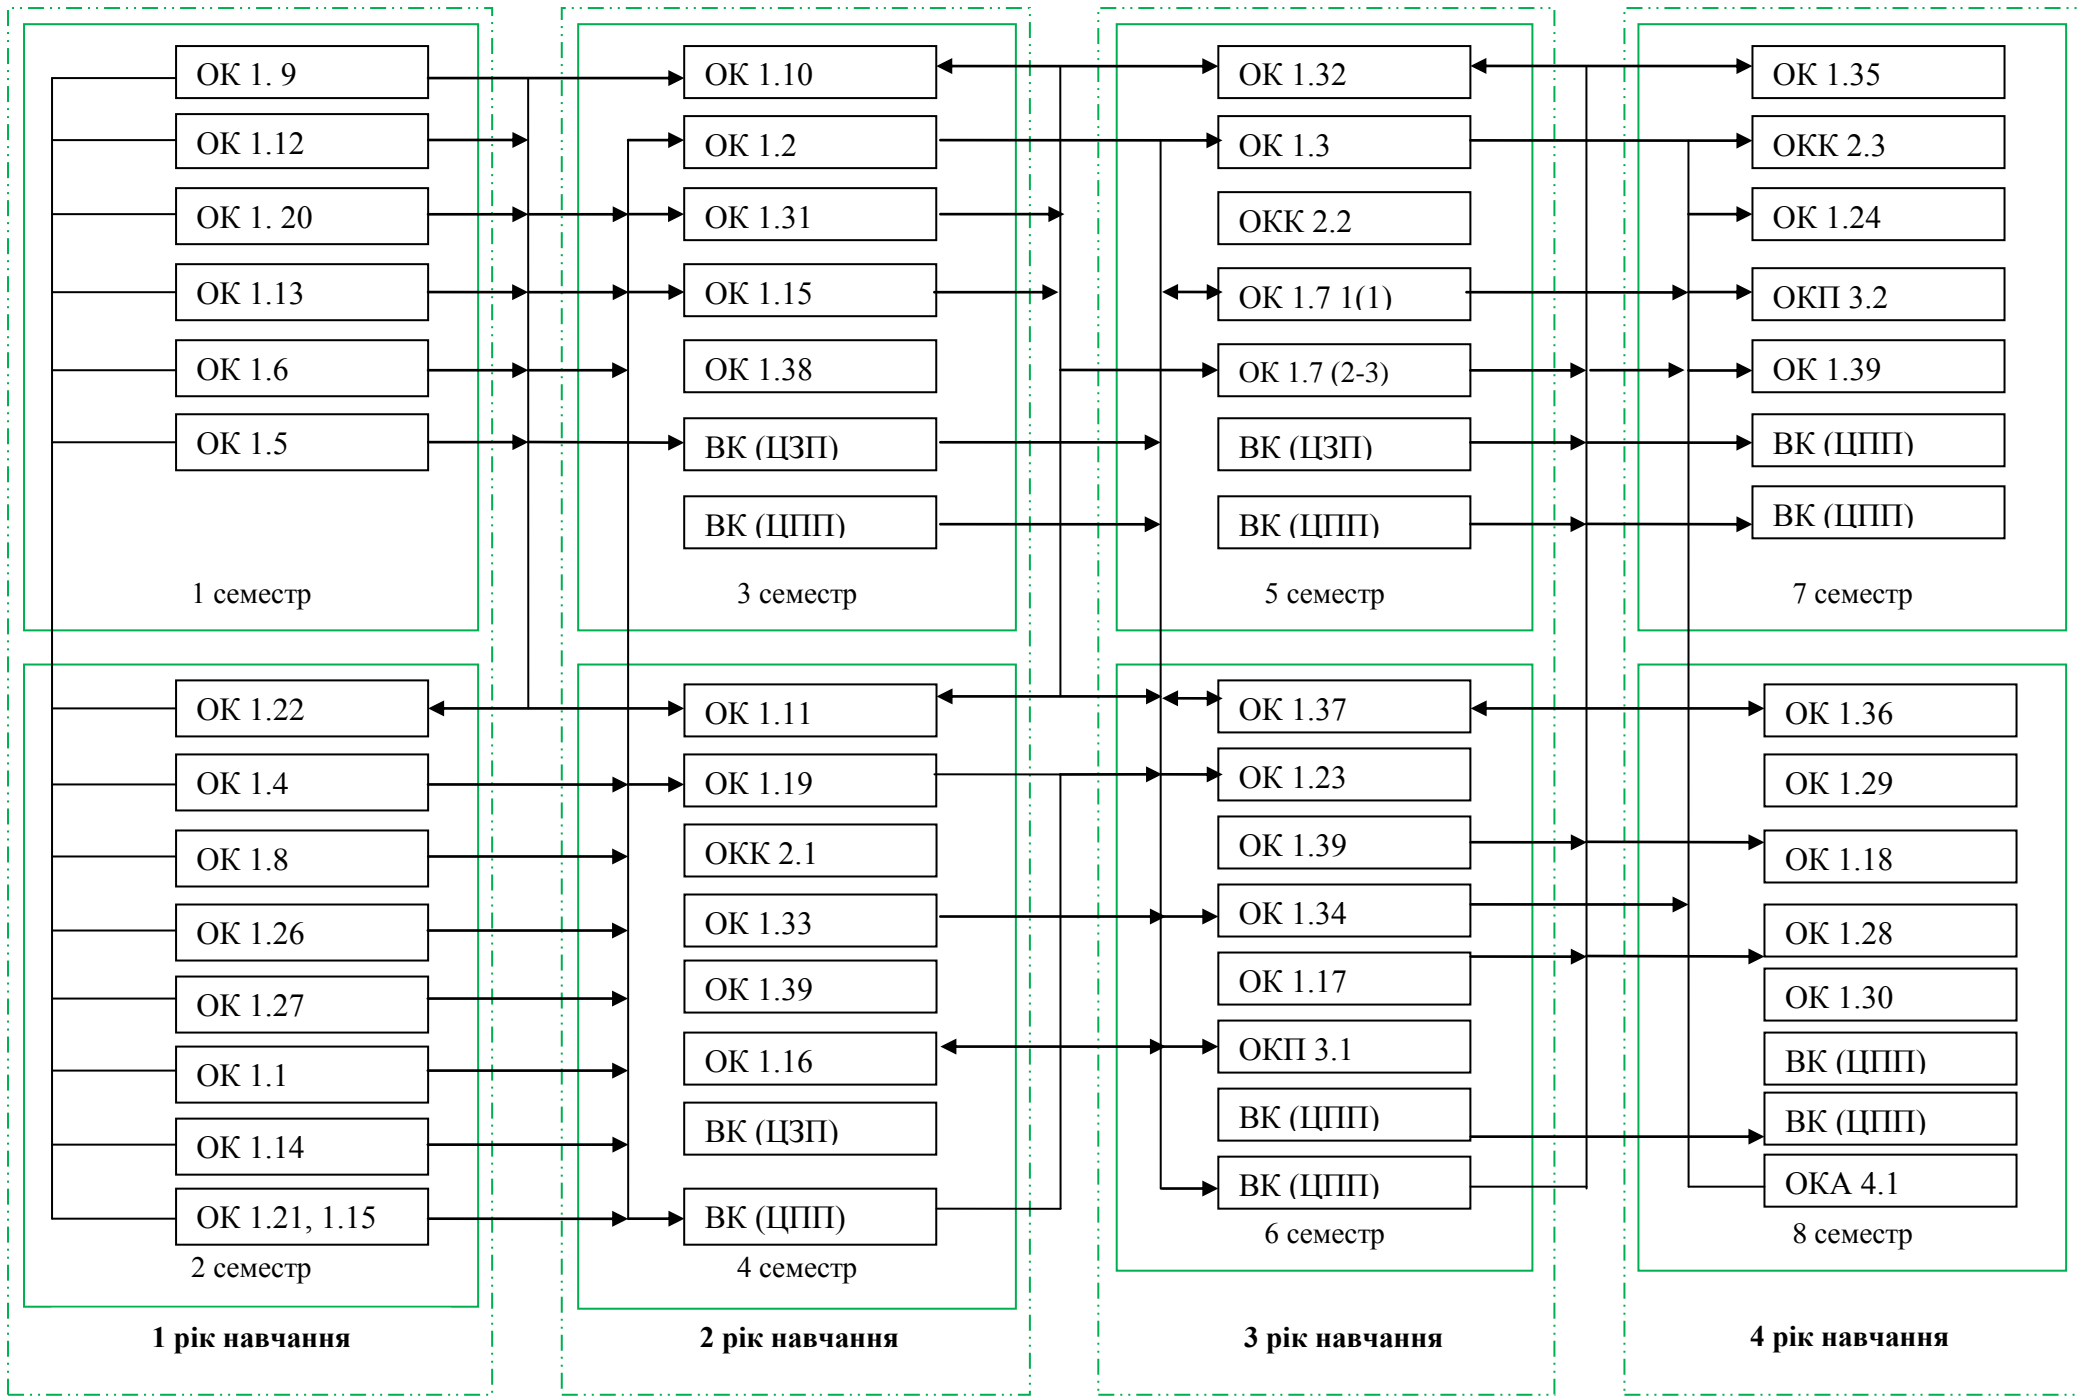 ОК 1. 9
ОК 1.12
ОК 1. 20
ОК 1.13
ОК 1.6
ОК 1.5
1 семестр
ОК 1.22
ОК 1.4
ОК 1.8
ОК 1.26
ОК 1.27
ОК 1.1
ОК 1.14
ОК 1.21, 1.15
2 семестр
1 рік навчання
ОК 1.10
ОК 1.2
ОК 1.31
ОК 1.15
ОК 1.38
ВК (ЦЗП)
ВК (ЦПП)
3 семестр
ОК 1.11
ОК 1.19
ОКК 2.1
ОК 1.33
ОК 1.39
ОК 1.16
ВК (ЦЗП)
ВК (ЦПП)
4 семестр
2 рік навчання
ОК 1.32
ОК 1.3
ОКК 2.2
ОК 1.7 1(1)
ОК 1.7 (2-3)
ВК (ЦЗП)
ВК (ЦПП)
5 семестр
ОК 1.37
ОК 1.23
ОК 1.39
ОК 1.34
ОК 1.17
ОКП 3.1
ВК (ЦПП)
ВК (ЦПП)
6 семестр
3 рік навчання
ОК 1.35
ОКК 2.3
ОК 1.24
ОКП 3.2
ОК 1.39
ВК (ЦПП)
ВК (ЦПП)
7 семестр
ОК 1.36
ОК 1.29
ОК 1.18
ОК 1.28
ОК 1.30
ВК (ЦПП)
ВК (ЦПП)
ОКА 4.1
8 семестр
4 рік навчання